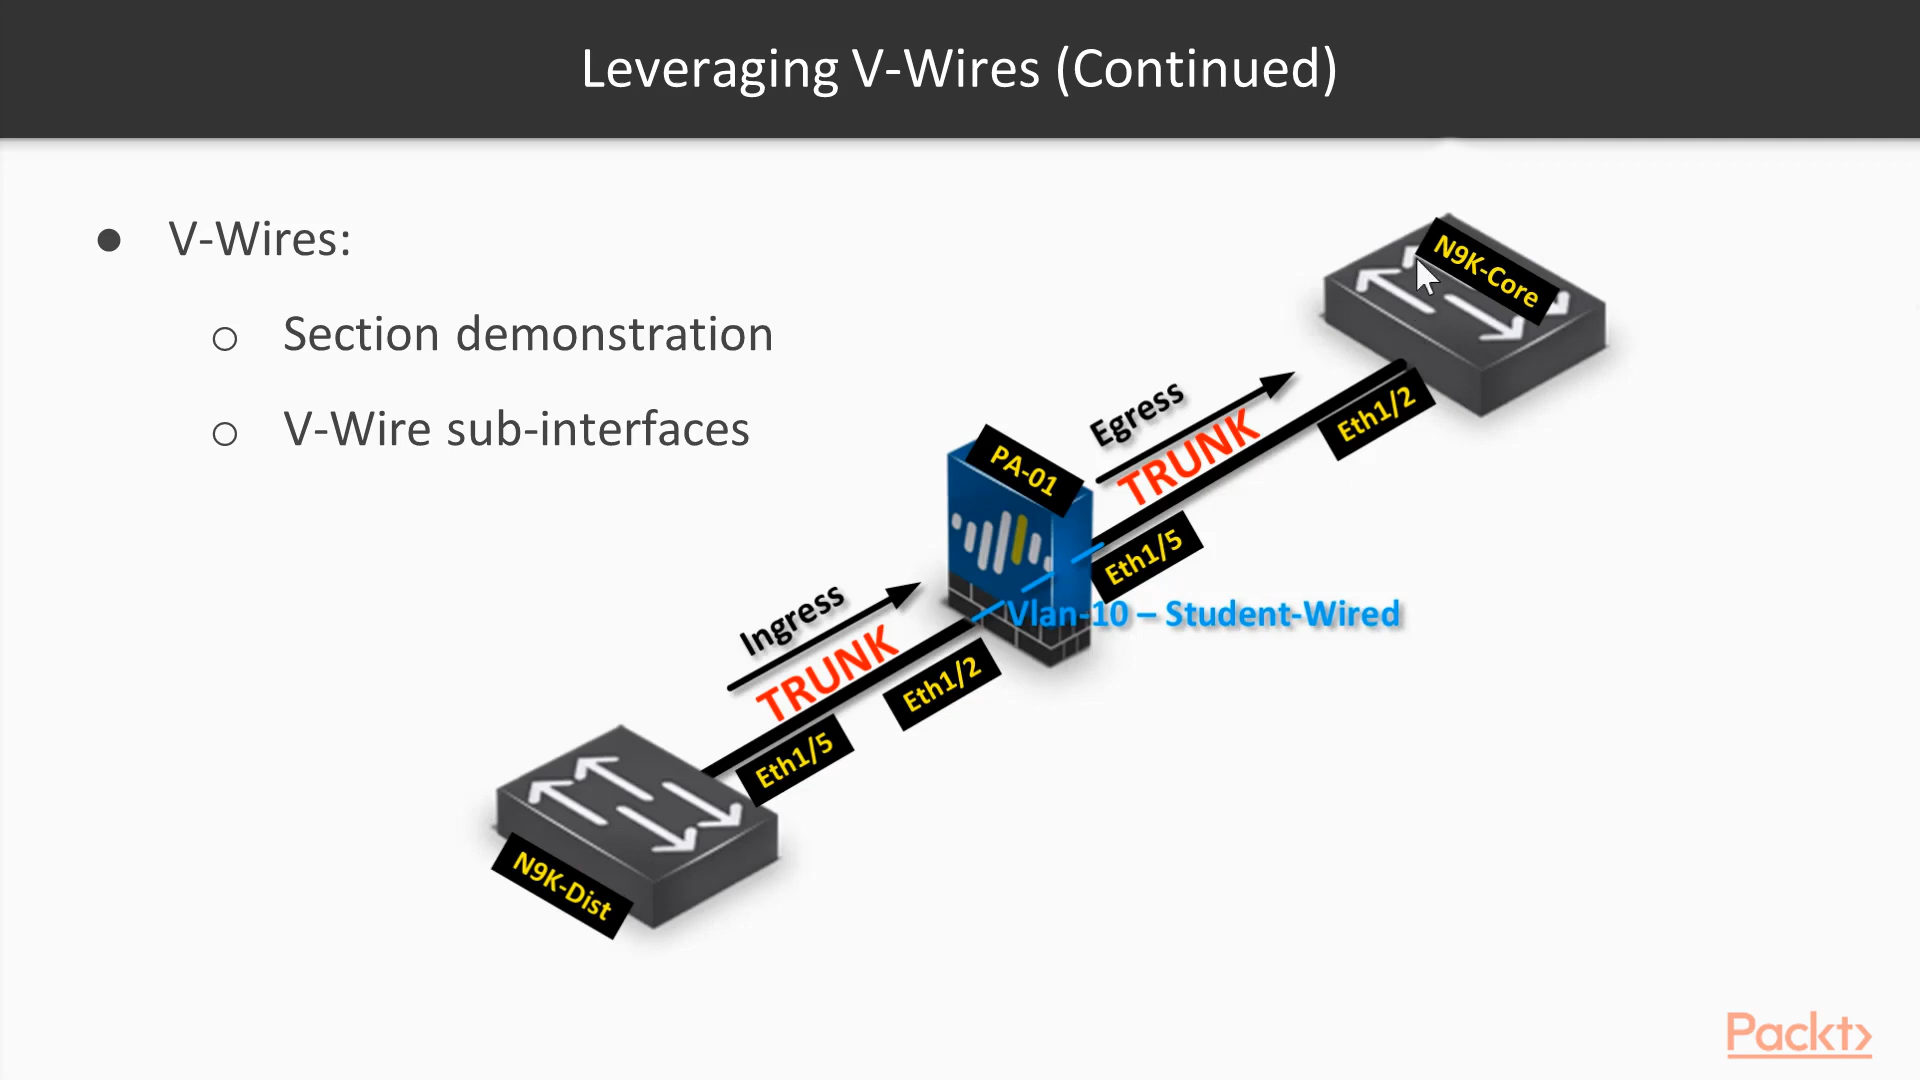 Leveraging V-Wires (Continued)
● V-Wires:
○ Section demonstration
○ V-Wire sub-interfaces
N9K-Core
Eth1/2
Egress
TRUNK
PA-01
Eth1/5
Vlan-10 – Student-Wired
Ingress
TRUNK
Eth1/2
Eth1/5
N9K-Dist
Packt>